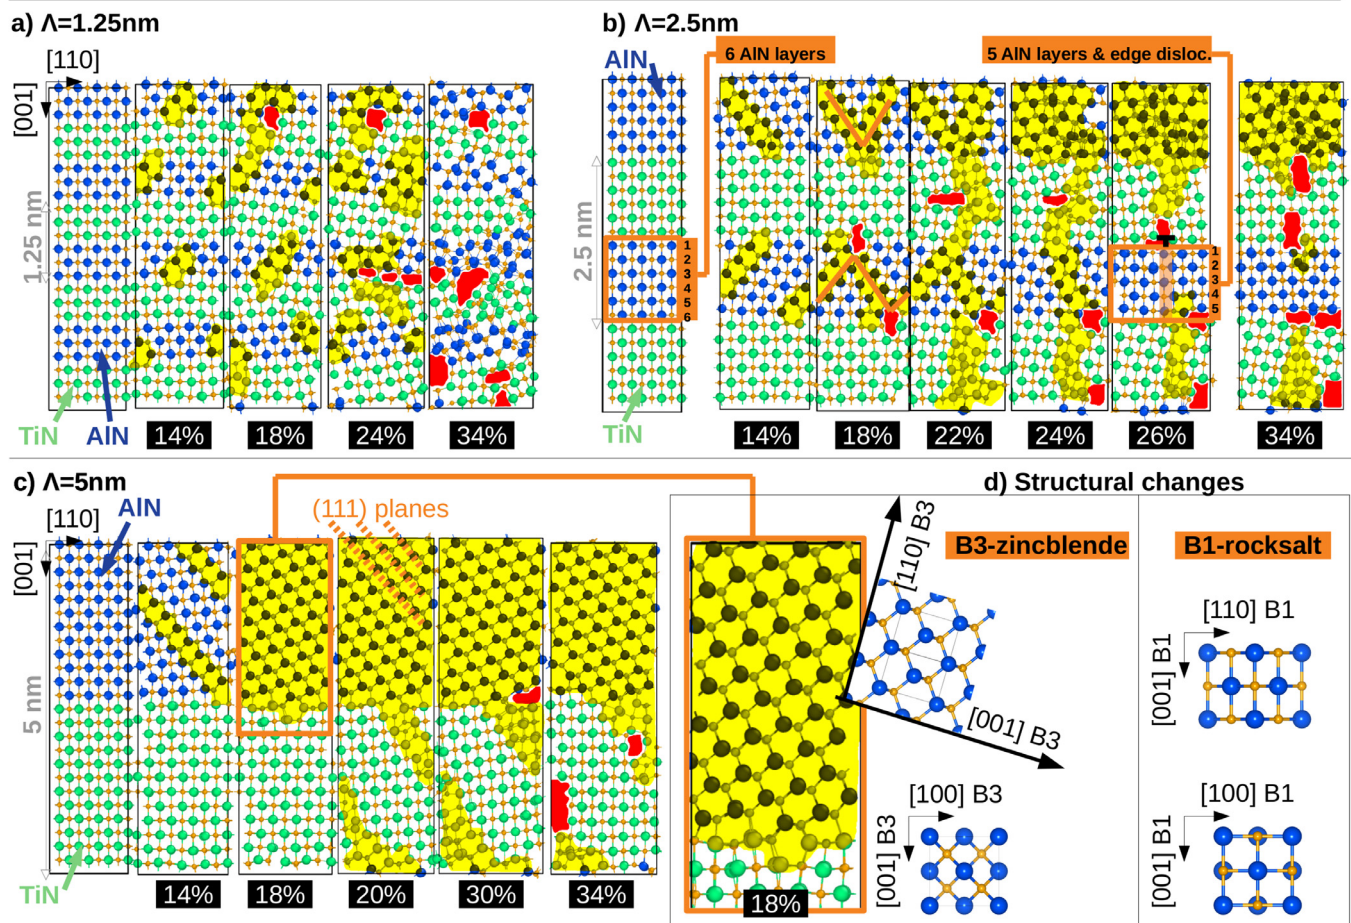 a) Λ=1.25nm
[110]
[001]
1.25 nm
TiN
AlN
14%
18%
24%
34%
b) Λ=2.5nm
AlN
6 AlN layers
5 AlN layers & edge disloc.
2.5 nm
1
2
3
4
5
6
1
2
3
4
5
TiN
14%
18%
22%
24%
26%
34%
c) Λ=5nm
AlN
[110]
[001]
(111) planes
5 nm
TiN
14%
18%
20%
30%
34%
18%
d) Structural changes
B3-zincblende
[110] B3
[001] B3
[100] B3
[001] B3
B1-rocksalt
[110] B1
[001] B1
[100] B1
[001] B1